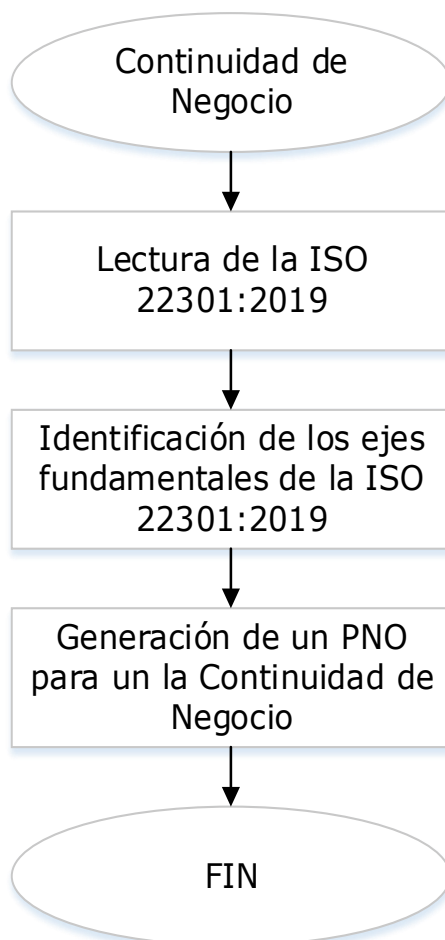 Continuidad de
Negocio
Lectura de la ISO
22301:2019
Identificación de los ejes
fundamentales de la ISO
22301:2019
Generación de un PNO
para un la Continuidad de
Negocio
FIN